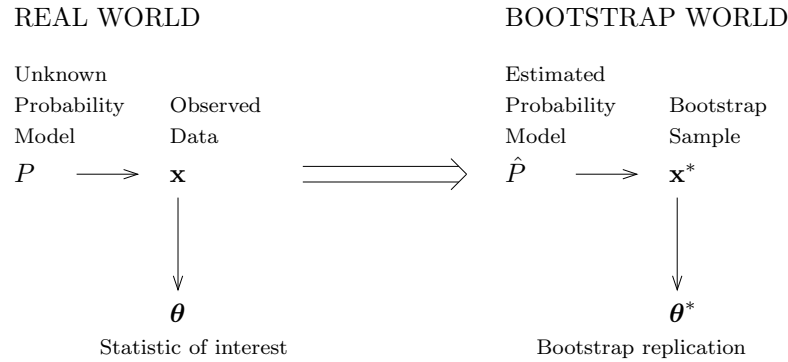 REAL WORLD
Unknown
Probability
Model
Observed
Data
P
x
θ
Statistic of interest
BOOTSTRAP WORLD
Estimated
Probability
Model
Bootstrap
Sample
P̂
x*
θ*
Bootstrap replication